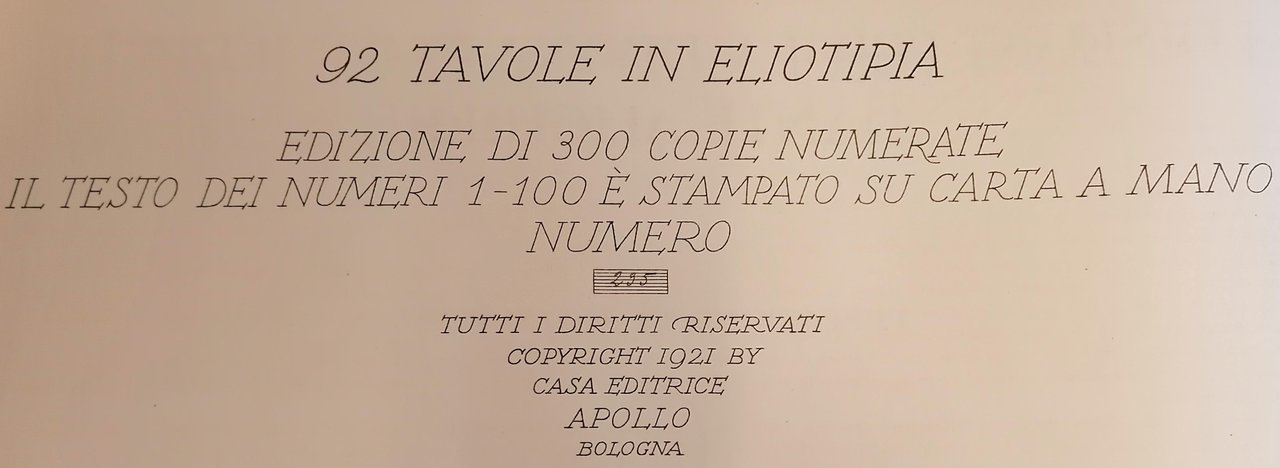 92 TAVOLE IN ELIOTIPIA
EDIZIONE DI 300 COPIE NUMERATE
IL TESTO DEI NUMERI 1-100 È STAMPATO SU CARTA A MANO
NUMERO
295
TUTTI I DIRITTI RISERVATI
COPYRIGHT 1921 BY
CASA EDITRICE
APOLLO
BOLOGNA